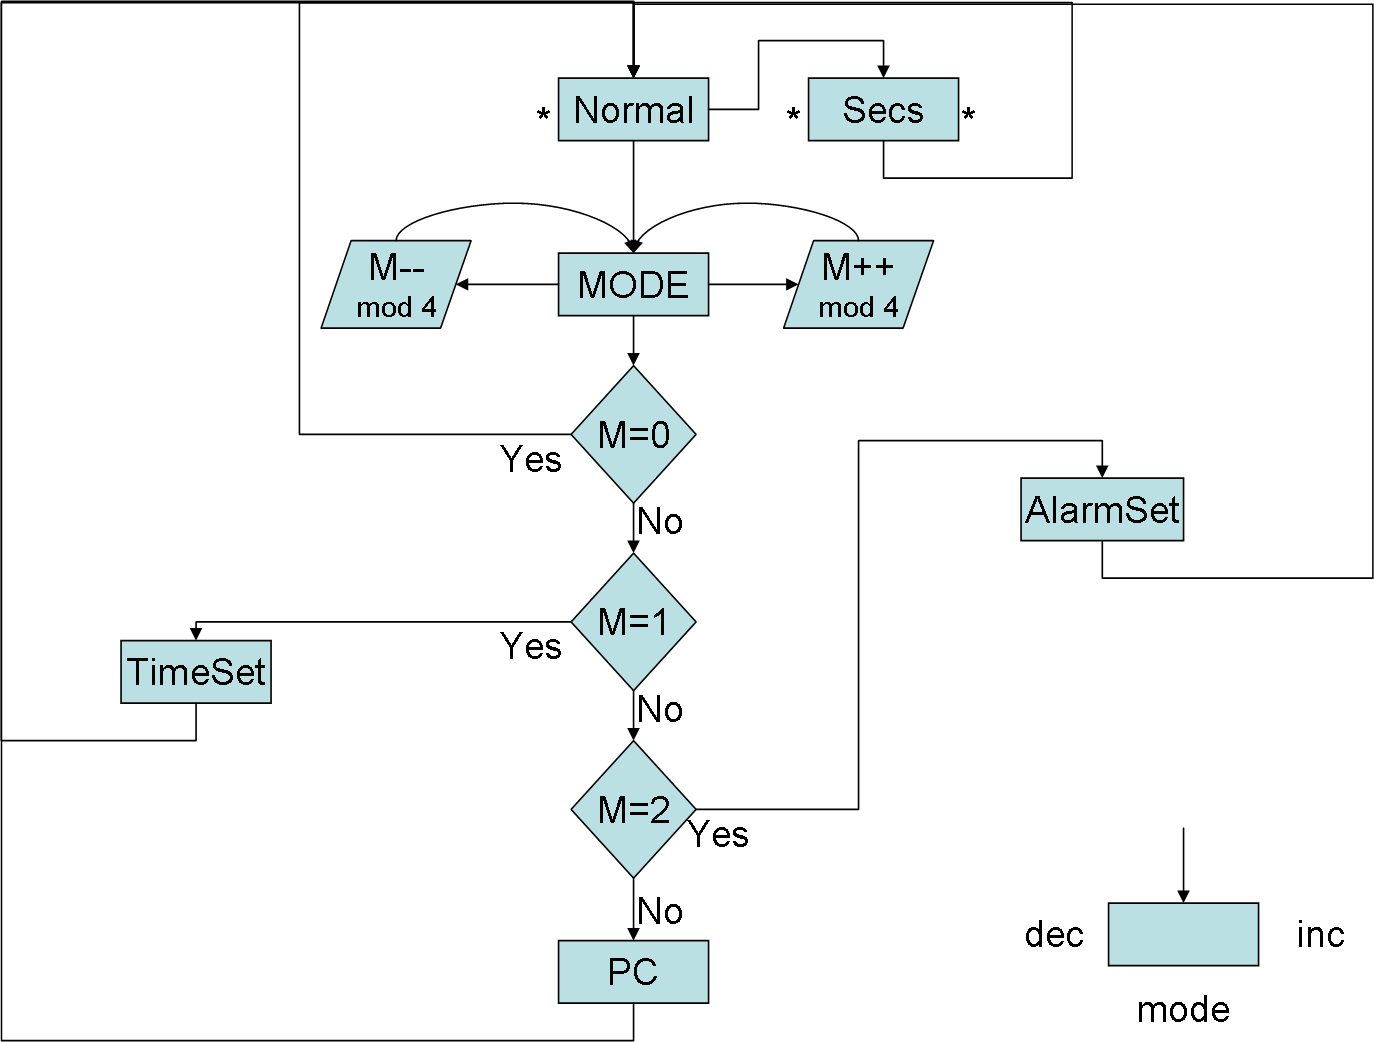 * Normal * Secs *
M--
mod 4
MODE
M++
mod 4
M=0
Yes
No
AlarmSet
M=1
Yes
TimeSet
No
M=2
Yes
No
PC
dec inc
mode